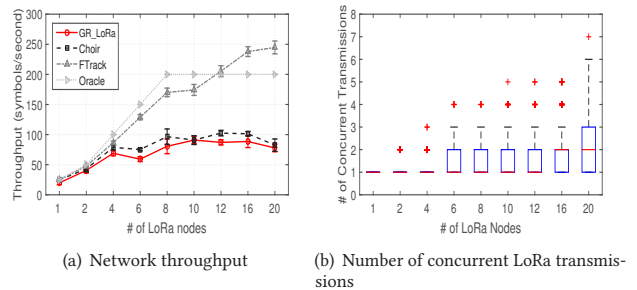 300
250
200
150
100
50
0
Throughput (symbols/second)
GR_LoRa
Choir
FTrack
Oracle
1 2 4 6 8 10 12 16 20
# of LoRa nodes
(a) Network throughput
8
7
6
5
4
3
2
1
0
# of Concurrent Transmissions
1 2 4 6 8 10 12 16 20
# of LoRa Nodes
(b) Number of concurrent LoRa transmis-
sions